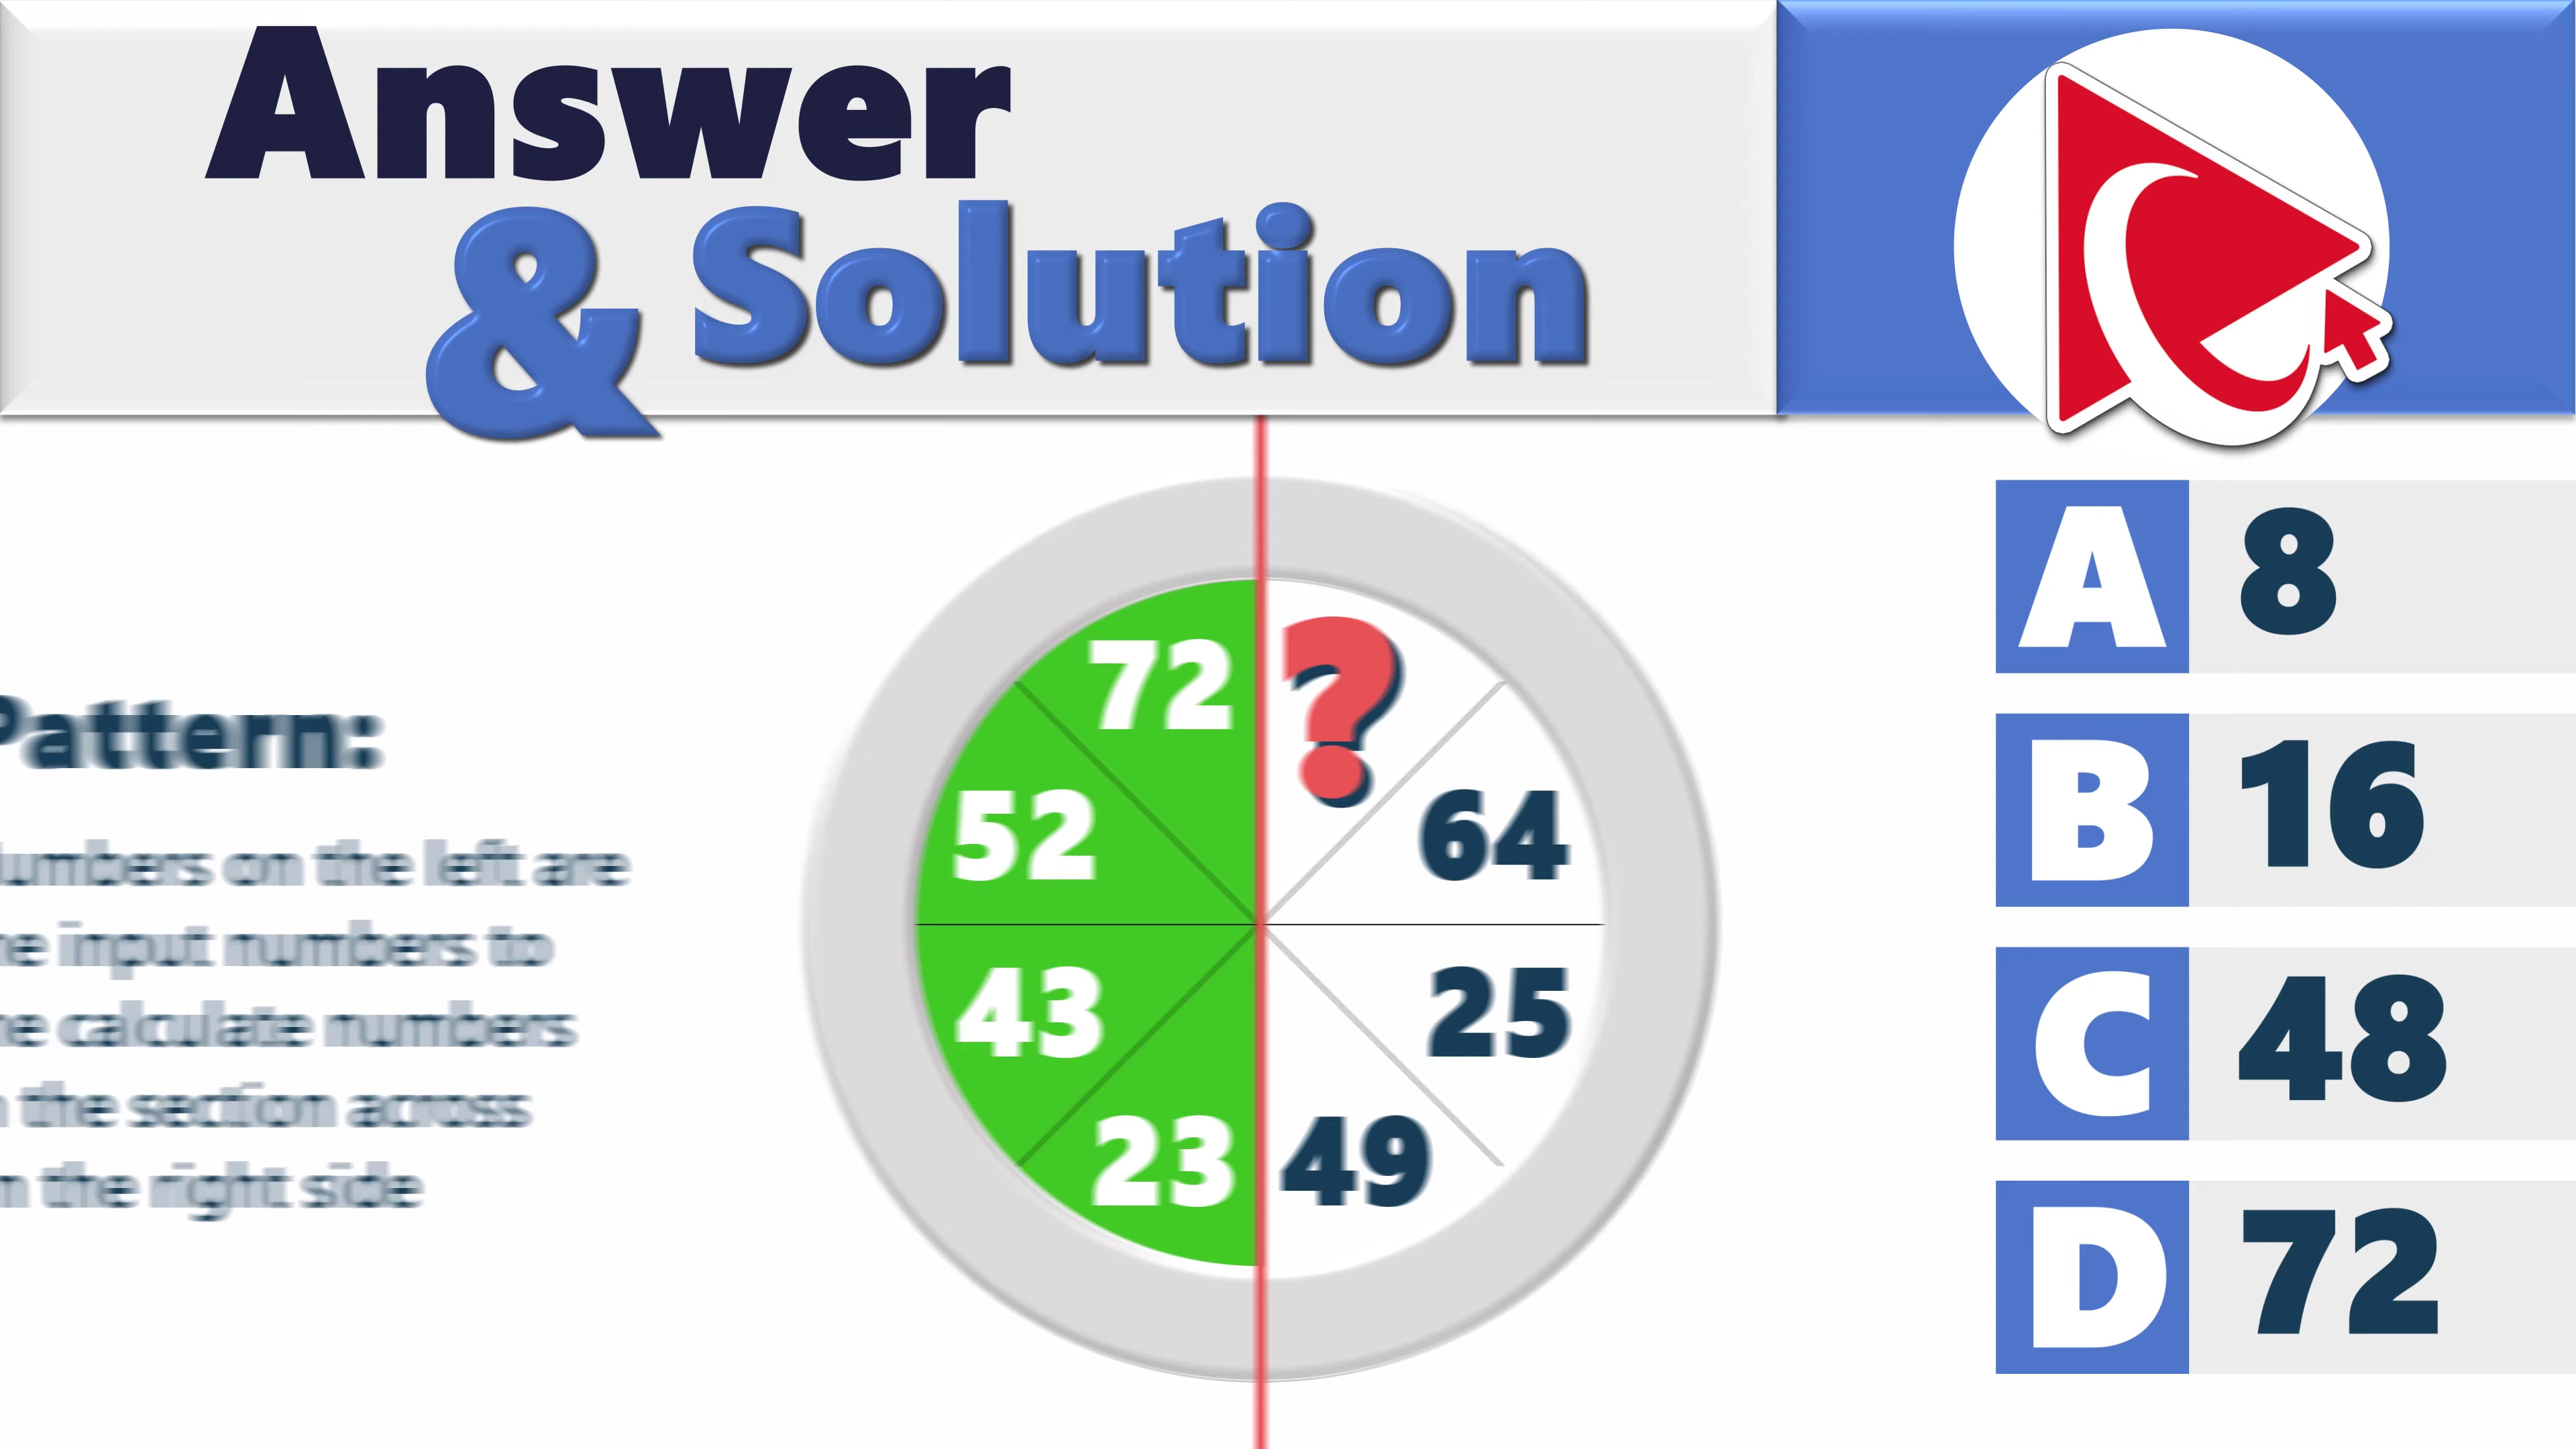 Answer
& Solution
Pattern:
umbers on the left are
e input numbers to
e calculate numbers
the section across
n the right side
72 ?
52 64
43 25
23 49
A 8
B 16
C 48
D 72